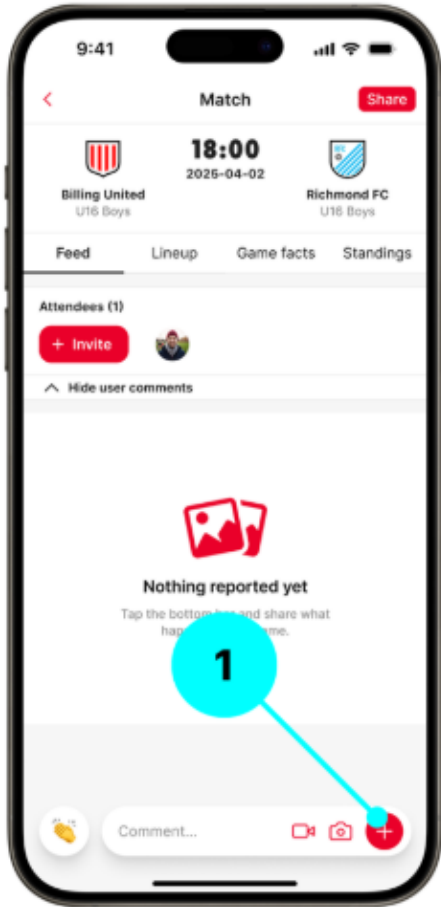 9:41
Match
Share
18:00
2025-04-02
Billing United
U16 Boys
Richmond FC
U16 Boys
Feed
Lineup
Game facts
Standings
Attendees (1)
+ Invite
Hide user comments
Nothing reported yet
Tap the bottom and share what
1
Comment...